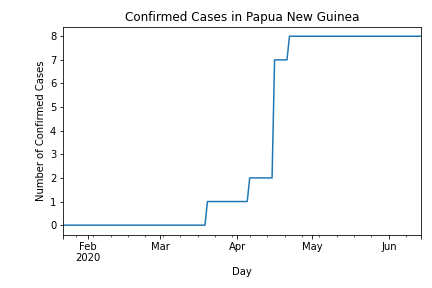 Confirmed Cases in Papua New Guinea
8
7
6
5
4
3
2
1
0
Number of Confirmed Cases
Feb Mar Apr May Jun
2020
Day